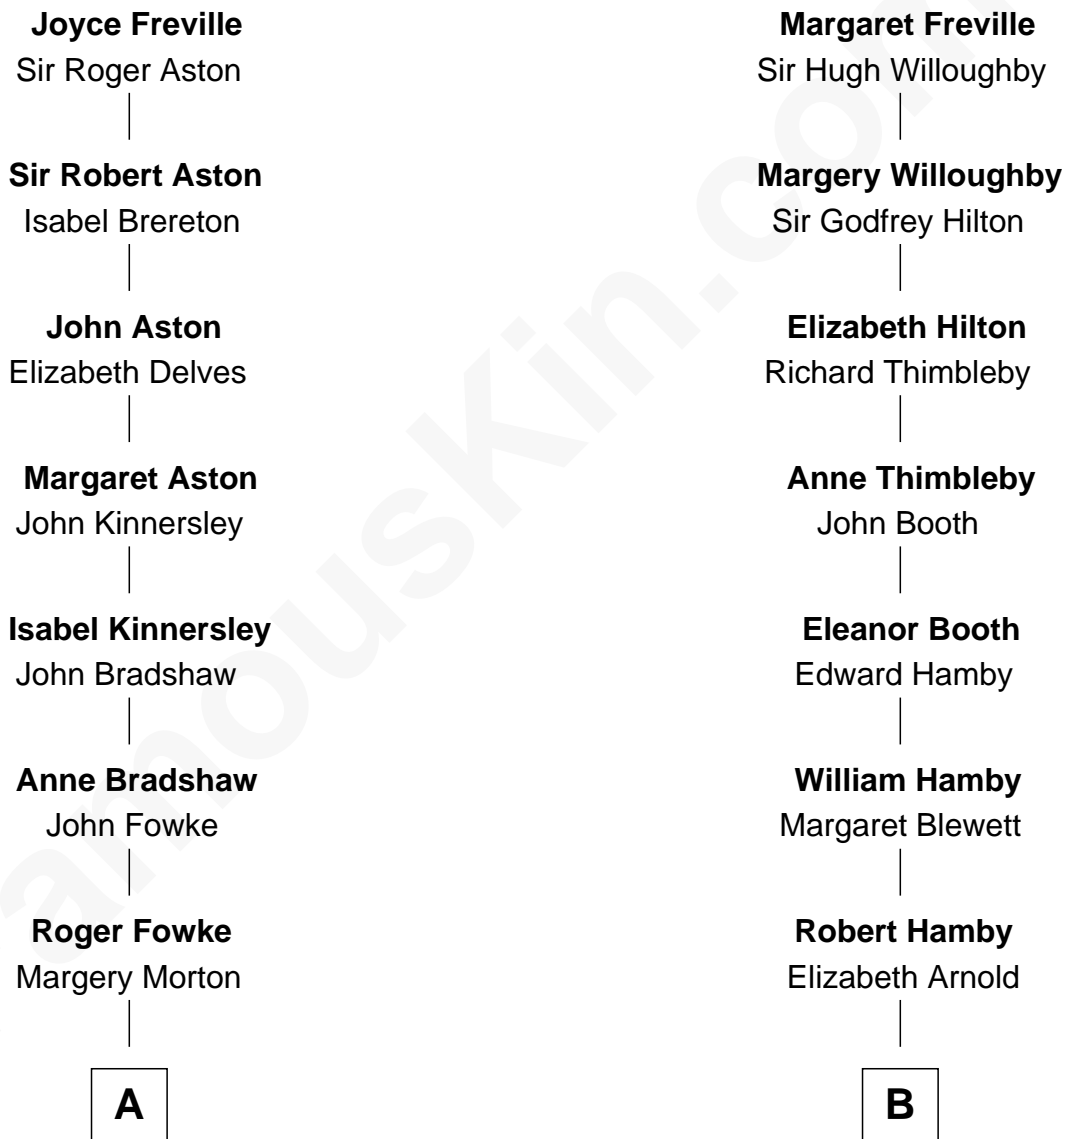 Joyce Freville
Sir Roger Aston
Sir Robert Aston
Isabel Brereton
John Aston
Elizabeth Delves
Margaret Aston
John Kinnersley
Isabel Kinnersley
John Bradshaw
Anne Bradshaw
John Fowke
Roger Fowke
Margery Morton
A
Margaret Freville
Sir Hugh Willoughby
Margery Willoughby
Sir Godfrey Hilton
Elizabeth Hilton
Richard Thimbleby
Anne Thimbleby
John Booth
Eleanor Booth
Edward Hamby
William Hamby
Margaret Blewett
Robert Hamby
Elizabeth Arnold
B
amouskin.com